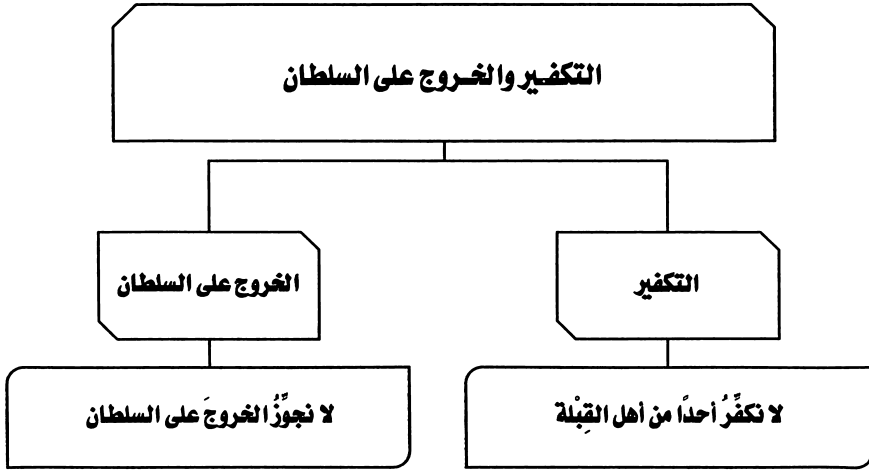 التكفير والخروج على السلطان
التكفير
الخروج على السلطان
لا نكفِّرُ أحدًا من أهل القِبْلة
لا نجوِّزُ الخروجَ على السلطان